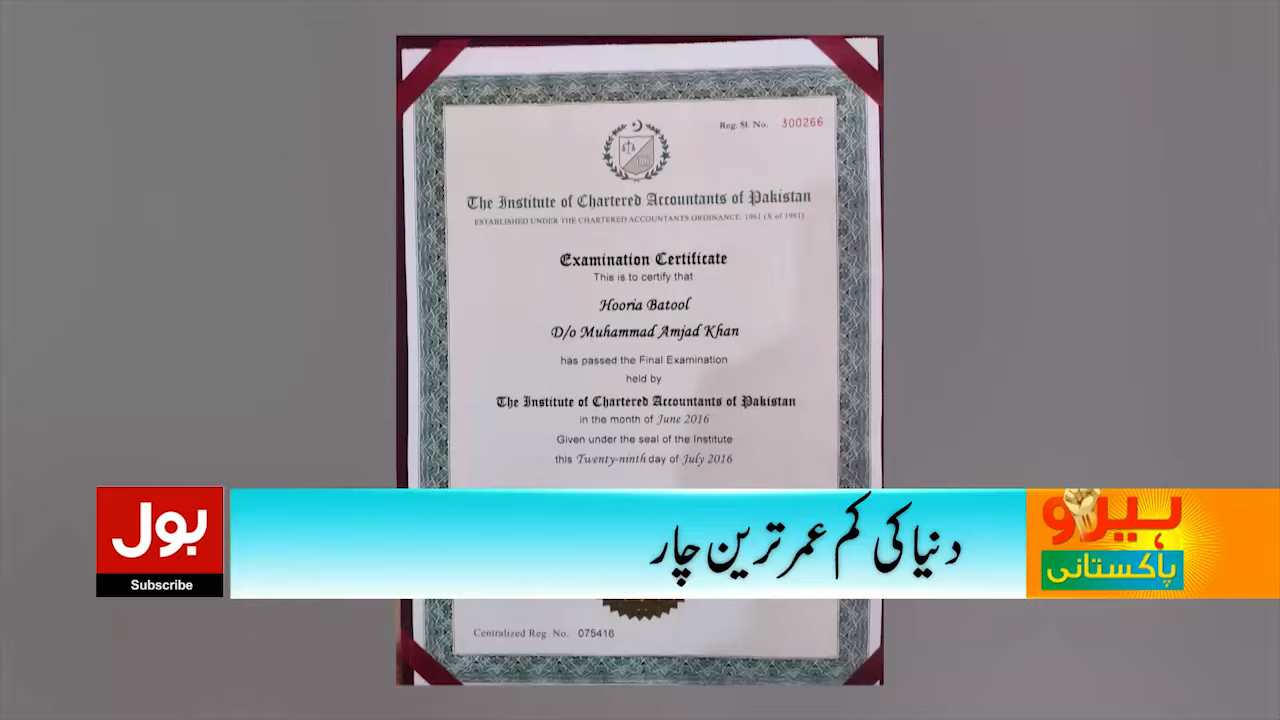 Reg. Sl. No. 300266
The Institute of Chartered Accountants of Pakistan
ESTABLISHED UNDER THE CHARTERED ACCOUNTANTS ORDINANCE, 1961 (X of 1961)
Examination Certificate
This is to certify that
Hooria Batool
D/o Muhammad Amjad Khan
has passed the Final Examination
held by
The Institute of Chartered Accountants of Pakistan
in the month of June 2016
Given under the seal of the Institute
this Twenty-ninth day of July 2016
بول
Subscribe
دنیا کی کم عمر ترین چار
ہیرو
پاکستانی
Centralized Reg. No. 075416